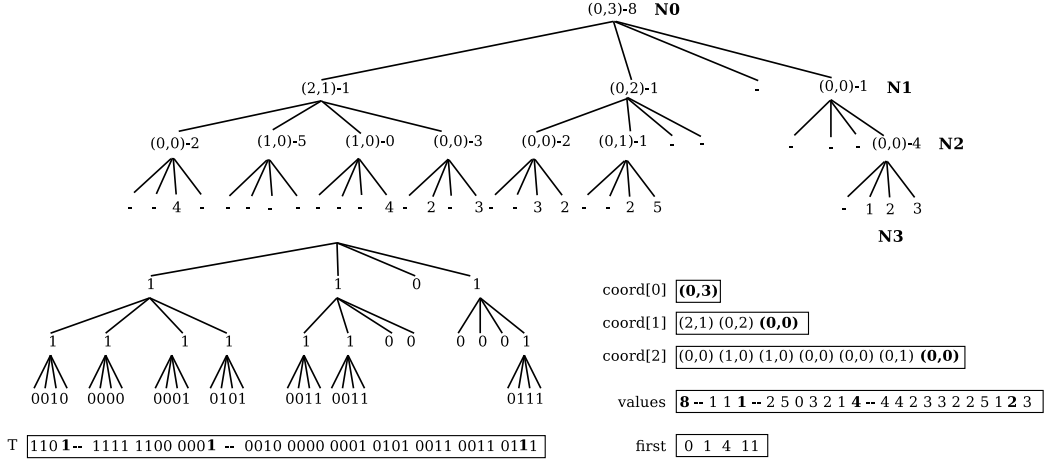 (0,3)-8 N0
(2,1)-1 (0,2)-1 - (0,0)-1 N1
(0,0)-2 (1,0)-5 (1,0)-0 (0,0)-3 (0,0)-2 (0,1)-1 - - - - - (0,0)-4 N2
- - 4 - - - - - - - - 4 - 2 - 3 - - 3 2 - - 2 5 - 1 2 3
N3
1 1 0 1
1 1 1 1 1 1 0 0 0 0 0 1
0010 0000 0001 0101 0011 0011 0111
T 110 1 -- 1111 1100 0001 -- 0010 0000 0001 0101 0011 0011 0111
coord[0] (0,3)
coord[1] (2,1) (0,2) (0,0)
coord[2] (0,0) (1,0) (1,0) (0,0) (0,0) (0,1) (0,0)
values 8 -- 1 1 1 -- 2 5 0 3 2 1 4 -- 4 4 2 3 3 2 2 5 1 2 3
first 0 1 4 11